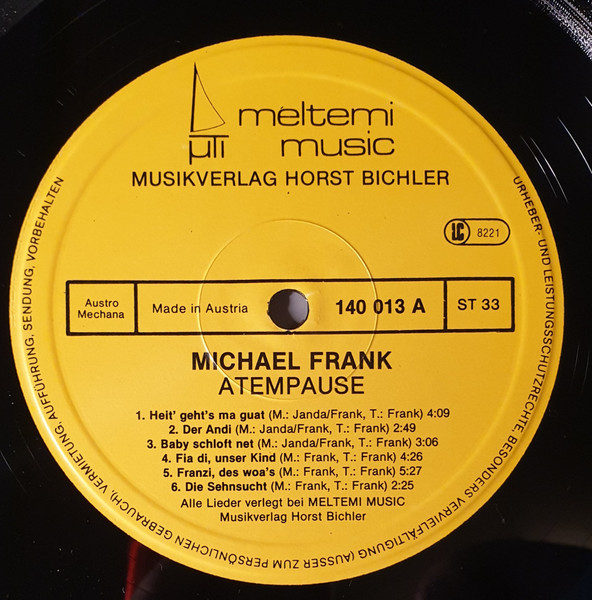 meltemi
µTi music
MUSIKVERLAG HORST BICHLER
LC 8221
Austro
Mechana
Made in Austria
140 013 A
ST 33
MICHAEL FRANK
ATEMPAUSE
1. Heit' geht's ma guat (M.: Janda/Frank, T.: Frank) 4:09
2. Der Andi (M.: Janda/Frank, T.: Frank) 2:49
3. Baby schloft net (M.: Janda/Frank, T.: Frank) 3:06
4. Fia di, unser Kind (M.: Frank, T.: Frank) 4:26
5. Franzi, des woa's (M.: Frank, T.: Frank) 5:27
6. Die Sehnsucht (M.: Frank, T.: Frank) 2:25
Alle Lieder verlegt bei MELTEMI MUSIC
Musikverlag Horst Bichler
URHEBER- UND LEISTUNGSSCHUTZRECHTE, BESONDERS VERVIELFÄLTIGUNG (AUSSER ZUM PERSÖNLICHEN GEBRAUCH), VERMIETUNG, AUFFÜHRUNG, SENDUNG, VORBEHALTEN